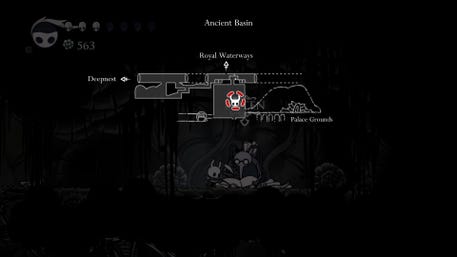 Ancient Basin
563
Royal Waterways
Deepnest
Palace Grounds